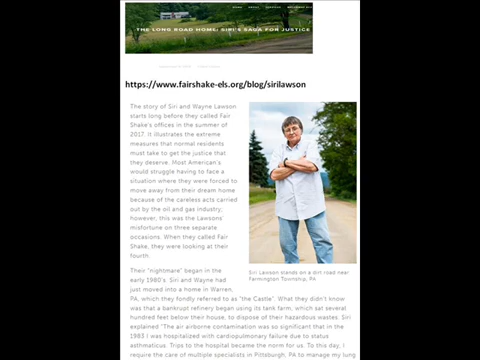 THE LONG ROAD HOME: SIRI'S SAGA FOR JUSTICE
https://www.fairshake-els.org/blog/sirilawson
The story of Siri and Wayne Lawson
starts long before they called Fair
Shake's offices in the summer of
2017. It illustrates the extreme
measures that normal residents
must take to get the justice that
they deserve. Most American's
would struggle having to face a
situation where they were forced to
move away from their dream home
because of the careless acts carried
out by the oil and gas industry;
however, this was the Lawsons'
misfortune on three separate
occasions. When they called Fair
Shake, they were looking at their
fourth.
Siri Lawson stands on a dirt road near
Farmington Township, PA
Their "nightmare" began in the
early 1980's. Siri and Wayne had
just moved into a home in Warren,
PA, which they fondly referred to as "the Castle". What they didn't know
was that a bankrupt refinery began using its tank farm, which sat several
hundred feet below their house, to dispose of their hazardous wastes. Siri
explained "The air airborne contamination was so significant that in the
1983 I was hospitalized with cardiopulmonary failure due to status
asthmaticus. Trips to the hospital became the norm for us. To this day, I
require the care of multiple specialists in Pittsburgh, PA to manage my lung